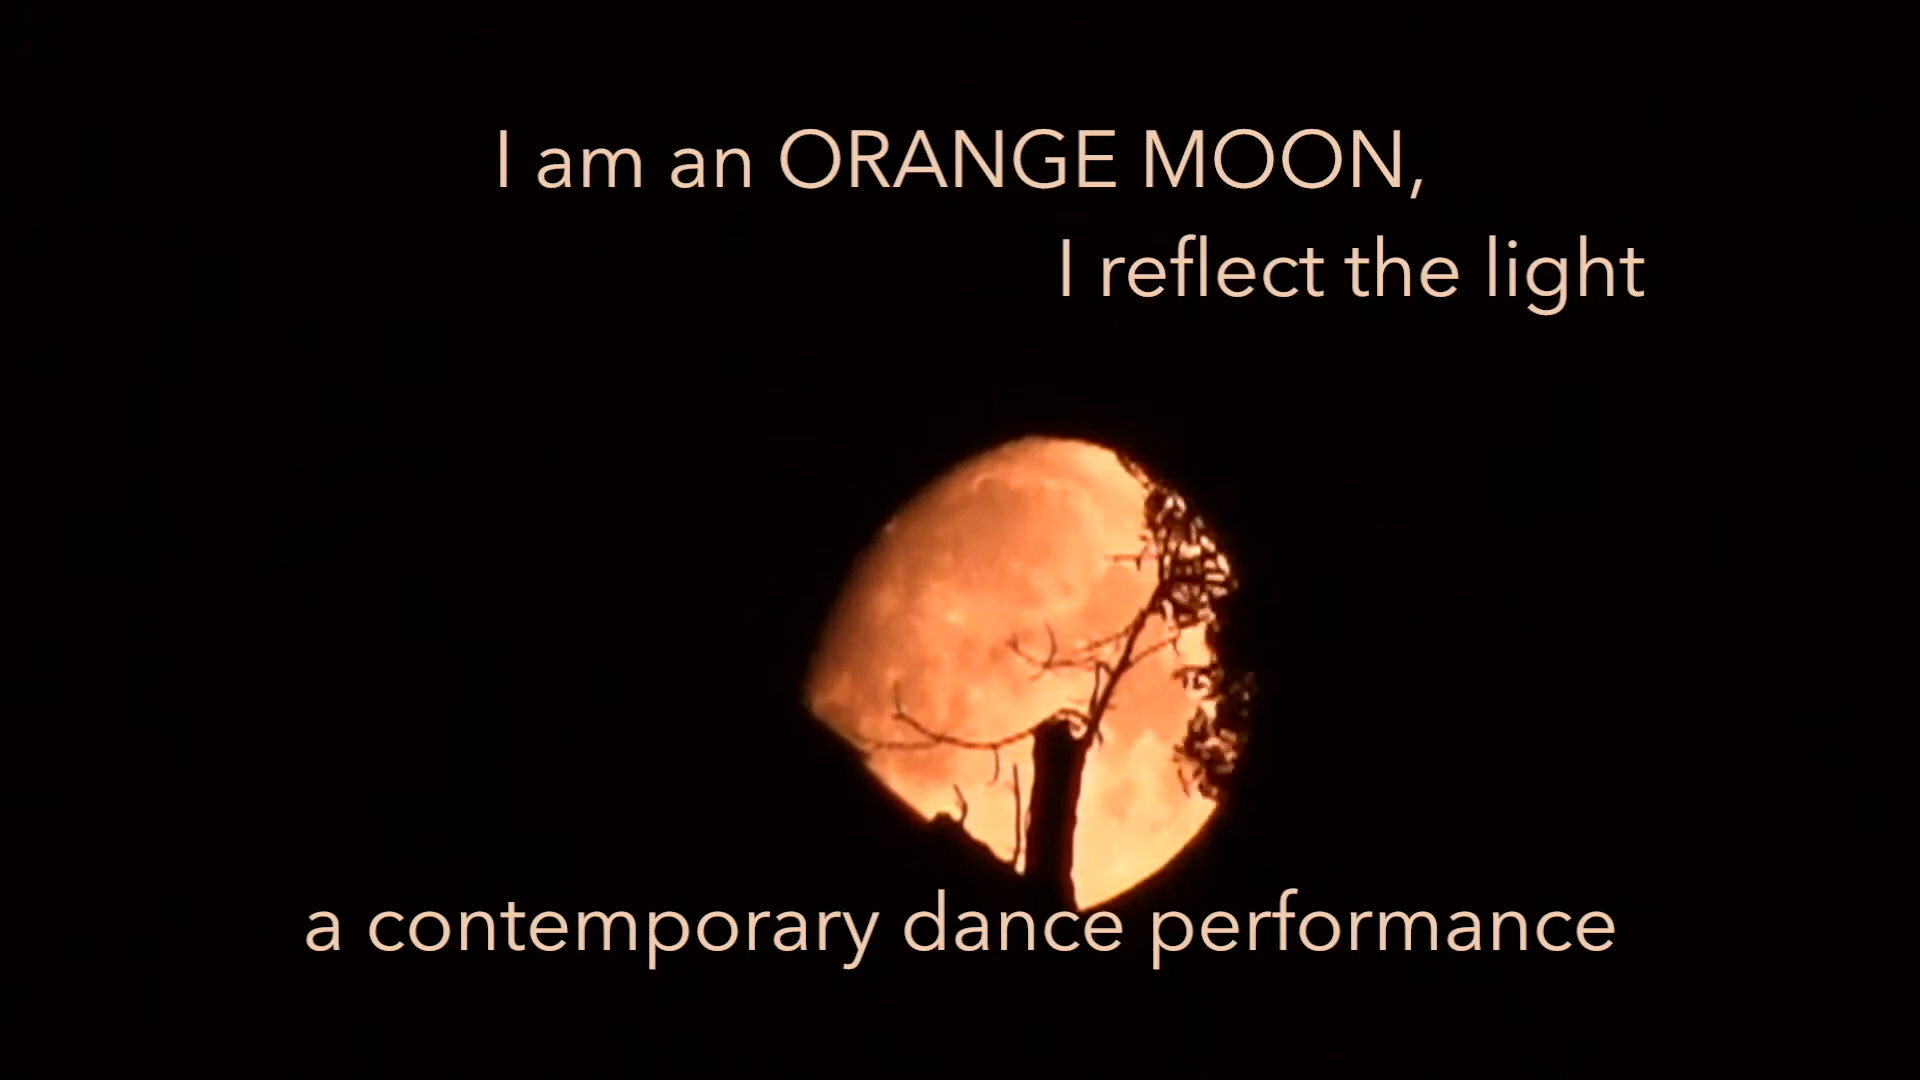 I am an ORANGE MOON,
I reflect the light
a contemporary dance performance